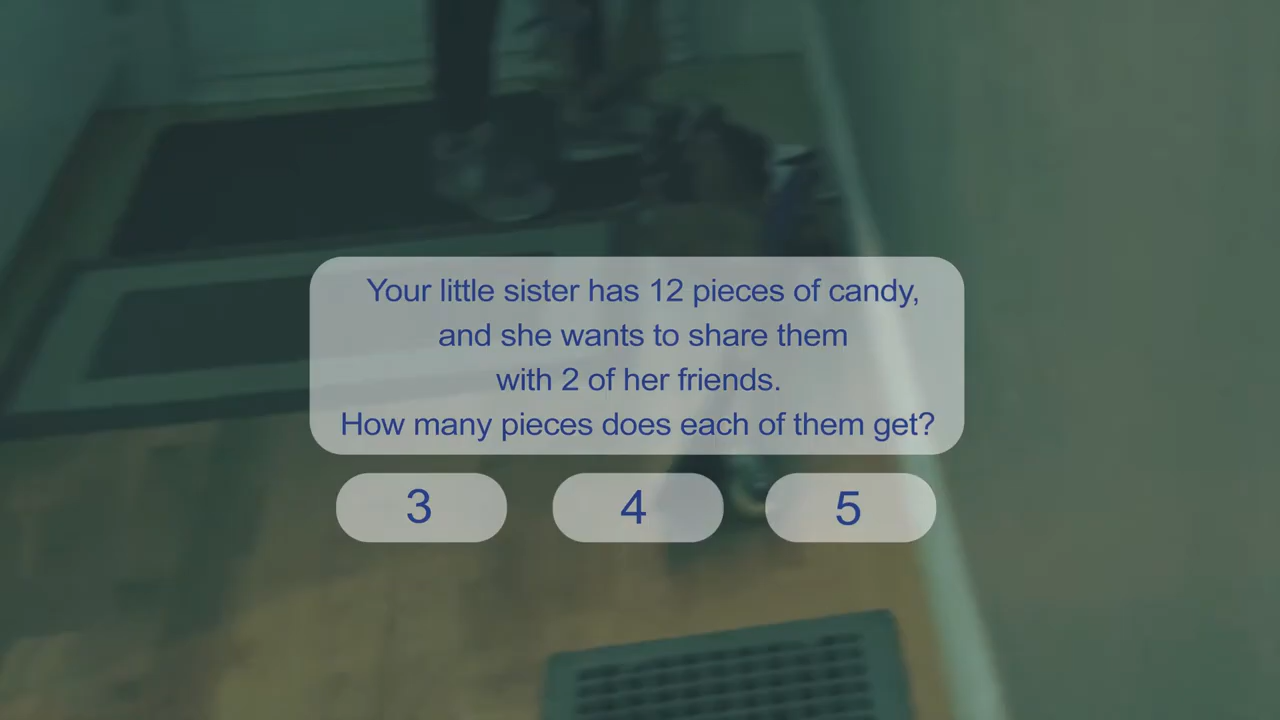 Your little sister has 12 pieces of candy,
and she wants to share them
with 2 of her friends.
How many pieces does each of them get?
3 4 5